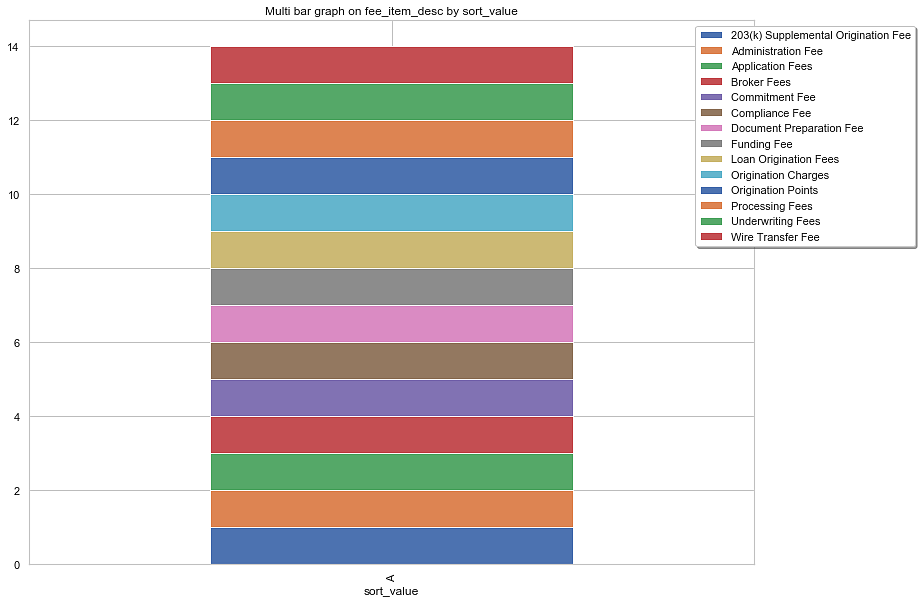 Multi bar graph on fee_item_desc by sort_value
14
12
10
8
6
4
2
0
203(k) Supplemental Origination Fee
Administration Fee
Application Fees
Broker Fees
Commitment Fee
Compliance Fee
Document Preparation Fee
Funding Fee
Loan Origination Fees
Origination Charges
Origination Points
Processing Fees
Underwriting Fees
Wire Transfer Fee
A
sort_value